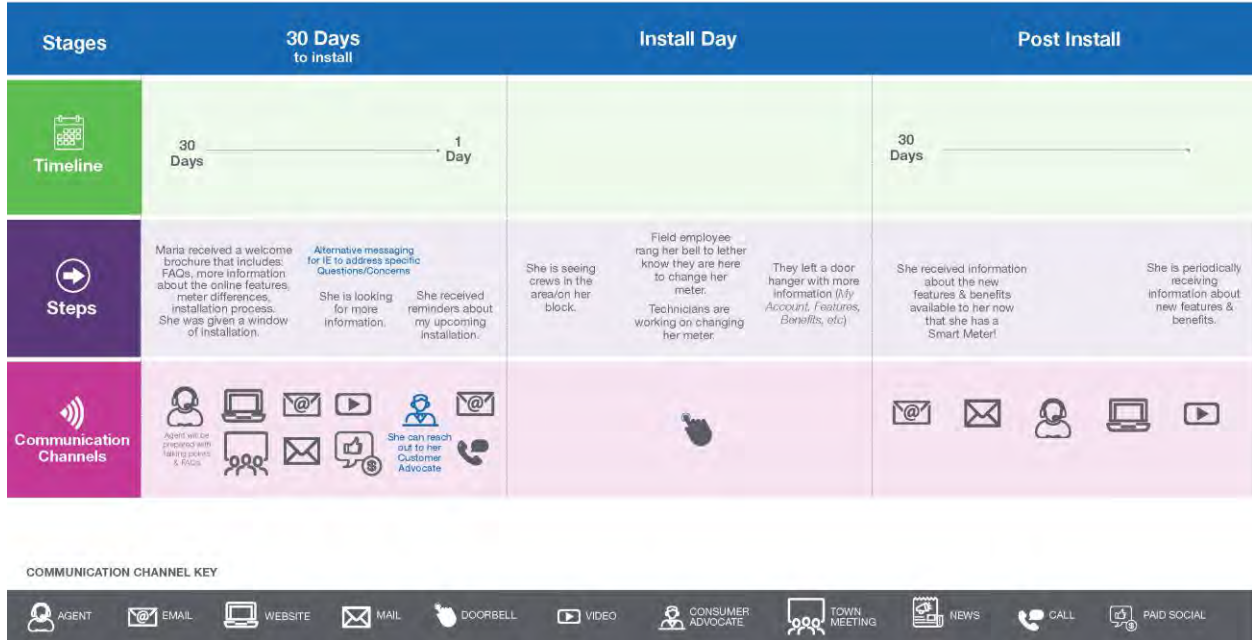 Stages
30 Days
to install
Install Day
Post Install
Timeline
30
Days
1
Day
30
Days
Steps
Maria received a welcome
brochure that includes:
FAQs, more information
about the online features,
meter differences,
installation process.
She was given a window
of installation.
Alternative messaging
for IE to address specific
Questions/Concerns
She is looking
for more
information.
She received
reminders about
my upcoming
installation.
She is seeing
crews in the
area/on her
block.
Field employee
rang her bell to lether
know they are here
to change her
meter.
Technicians are
working on changing
her meter.
They left a door
hanger with more
information (My
Account, Features,
Benefits, etc)
She received information
about the new
features & benefits
available to her now
that she has a
Smart Meter!
She is periodically
receiving
information about
new features &
benefits.
Communication
Channels
Agent will be
prepared with
talking points
& FAQs
She can reach
out to her
Customer
Advocate
COMMUNICATION CHANNEL KEY
AGENT
EMAIL
WEBSITE
MAIL
DOORBELL
VIDEO
CONSUMER
ADVOCATE
TOWN
MEETING
NEWS
CALL
PAID SOCIAL